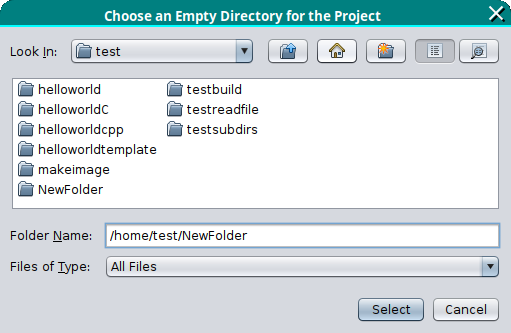 Choose an Empty Directory for the Project
Look In: test
helloworld testbuild
helloworldC testreadfile
helloworldcpp testsubdirs
helloworldtemplate
makeimage
NewFolder
Folder Name: /home/test/NewFolder
Files of Type: All Files
Select Cancel